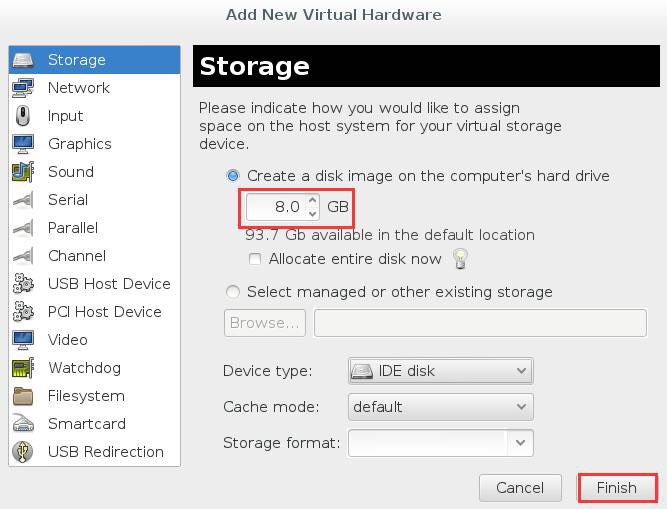 Add New Virtual Hardware
Storage
Network
Input
Graphics
Sound
Serial
Parallel
Channel
USB Host Device
PCI Host Device
Video
Watchdog
Filesystem
Smartcard
USB Redirection
Storage
Please indicate how you would like to assign
space on the host system for your virtual storage
device.
Create a disk image on the computer's hard drive
8.0 GB
93.7 Gb available in the default location
Allocate entire disk now
Select managed or other existing storage
Browse...
Device type: IDE disk
Cache mode: default
Storage format:
Cancel Finish